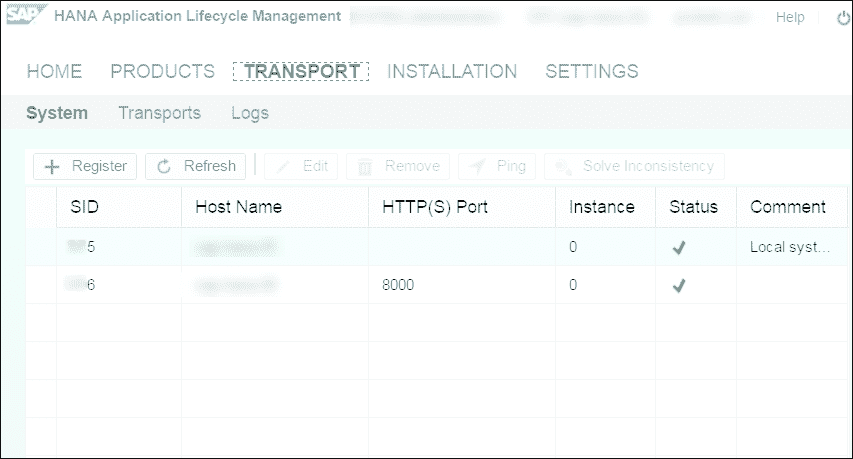 SAP HANA Application Lifecycle Management Help
HOME PRODUCTS TRANSPORT INSTALLATION SETTINGS
System Transports Logs
Register Refresh Edit Remove Ping Solve Inconsistency
SID Host Name HTTP(S) Port Instance Status Comment
5 0 Local syst...
6 8000 0